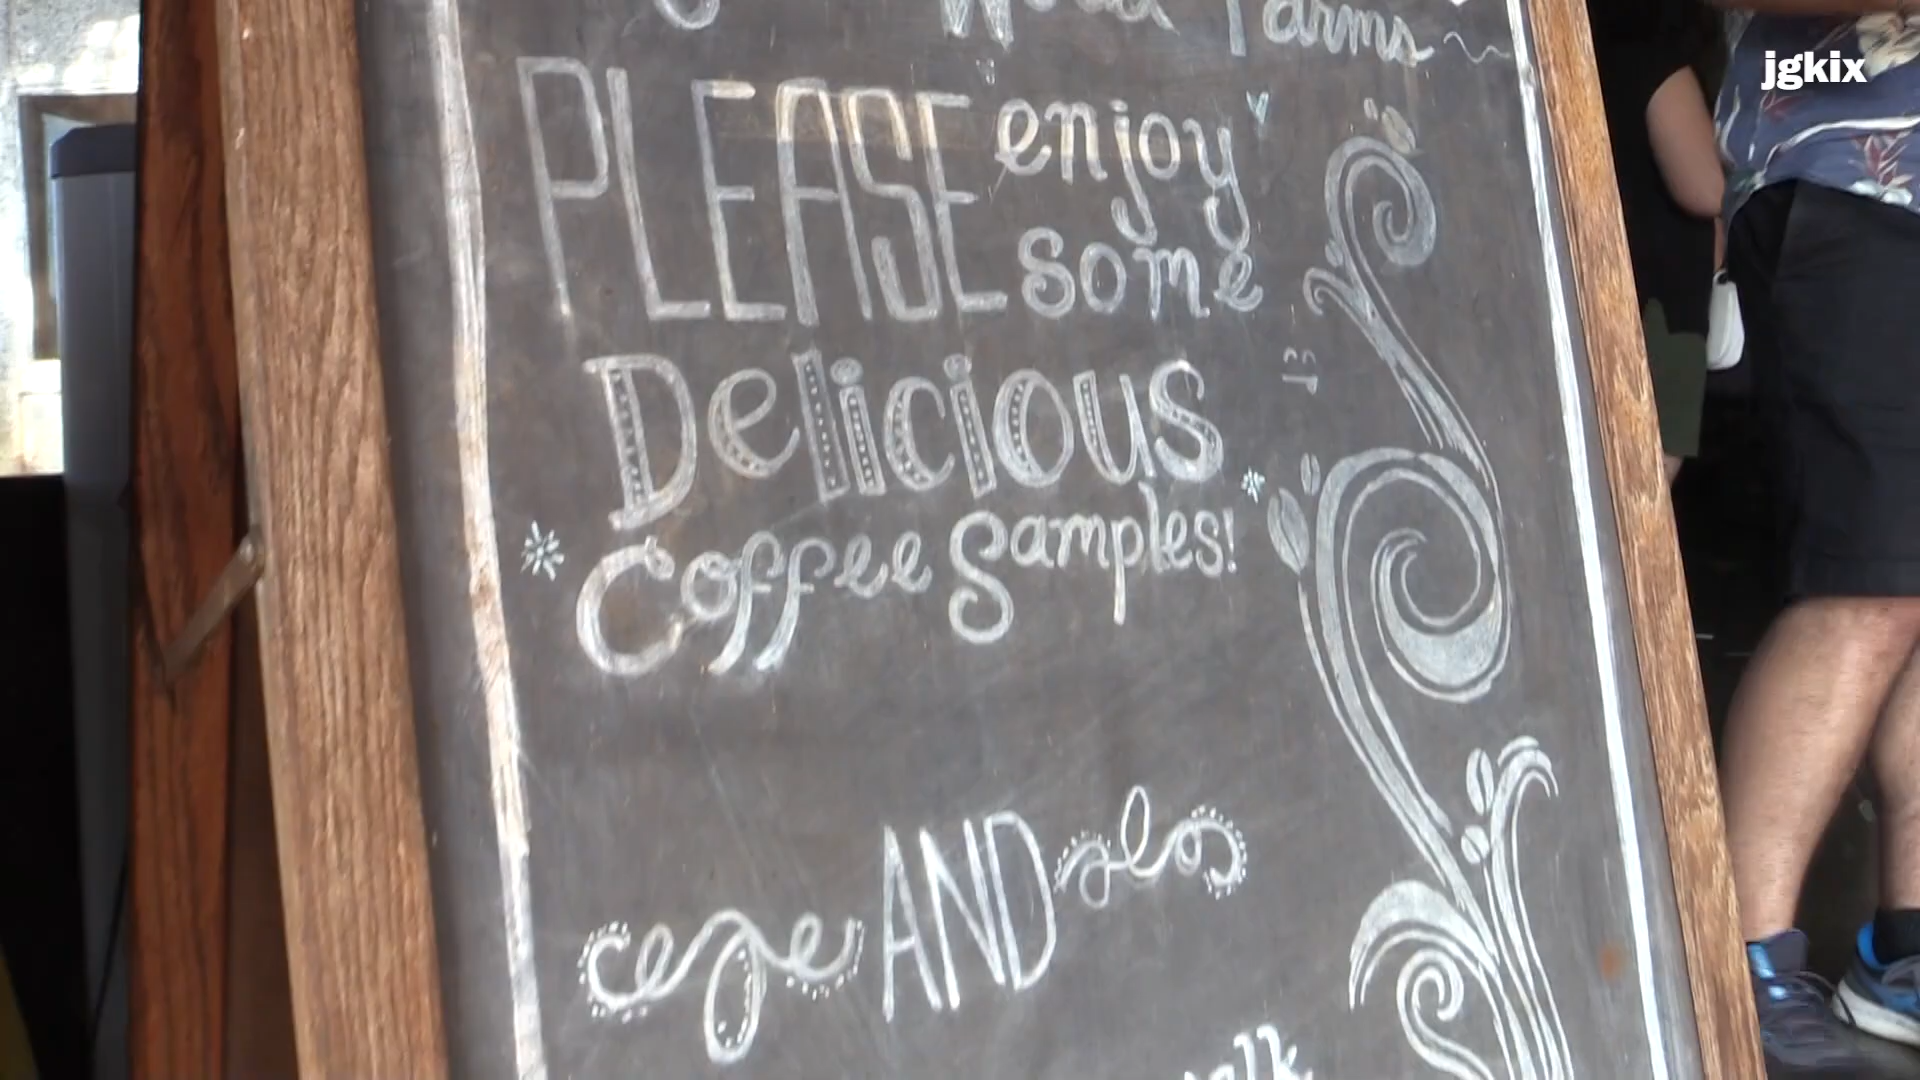 Farms
jgkix
PLEASE enjoy
some
Delicious
Coffee Samples!
AND